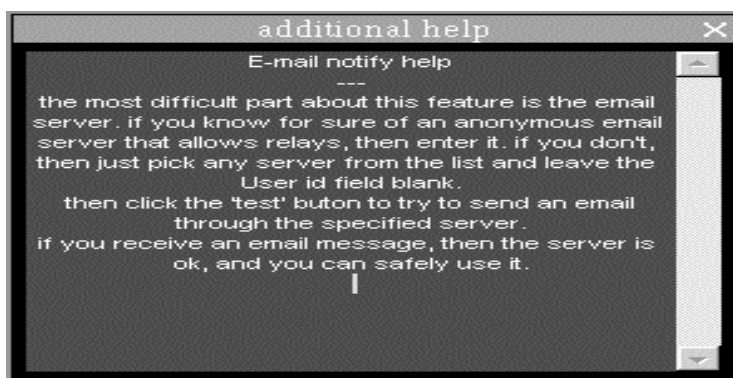 additional help
E-mail notify help
---
the most difficult part about this feature is the email
server. if you know for sure of an anonymous email
server that allows relays, then enter it. if you don't,
then just pick any server from the list and leave the
User id field blank.
then click the 'test' buton to try to send an email
through the specified server.
if you receive an email message, then the server is
ok, and you can safely use it.